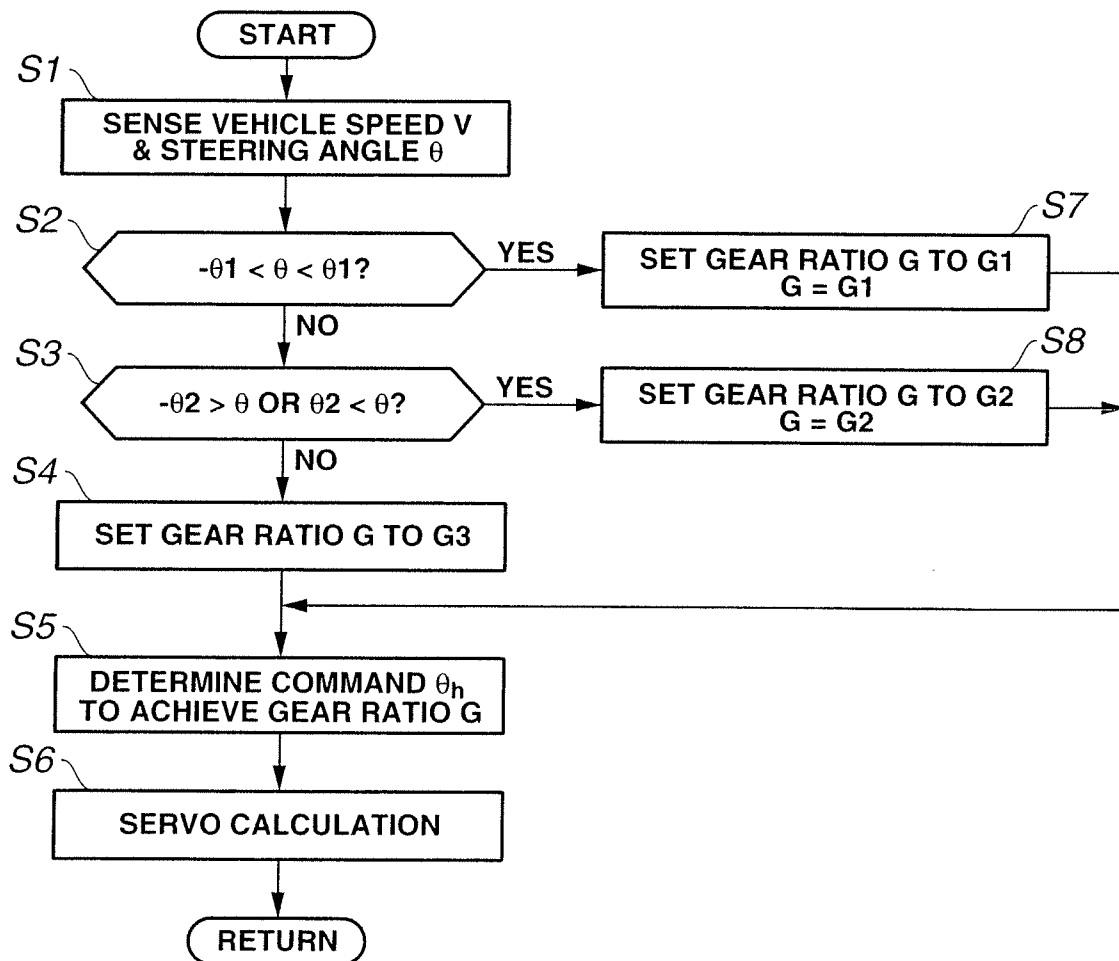 START
S1
SENSE VEHICLE SPEED V
& STEERING ANGLE θ
S2
-θ1 < θ < θ1?
YES
S7
SET GEAR RATIO G TO G1
G = G1
NO
S3
-θ2 > θ OR θ2 < θ?
YES
S8
SET GEAR RATIO G TO G2
G = G2
NO
S4
SET GEAR RATIO G TO G3
S5
DETERMINE COMMAND θh
TO ACHIEVE GEAR RATIO G
S6
SERVO CALCULATION
RETURN